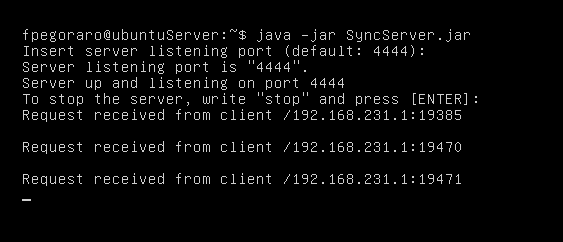 fpegoraro@ubuntuServer:~$ java -jar SyncServer.jar
Insert server listening port (default: 4444):
Server listening port is "4444".
Server up and listening on port 4444
To stop the server, write "stop" and press [ENTER]:
Request received from client /192.168.231.1:19385
Request received from client /192.168.231.1:19470
Request received from client /192.168.231.1:19471